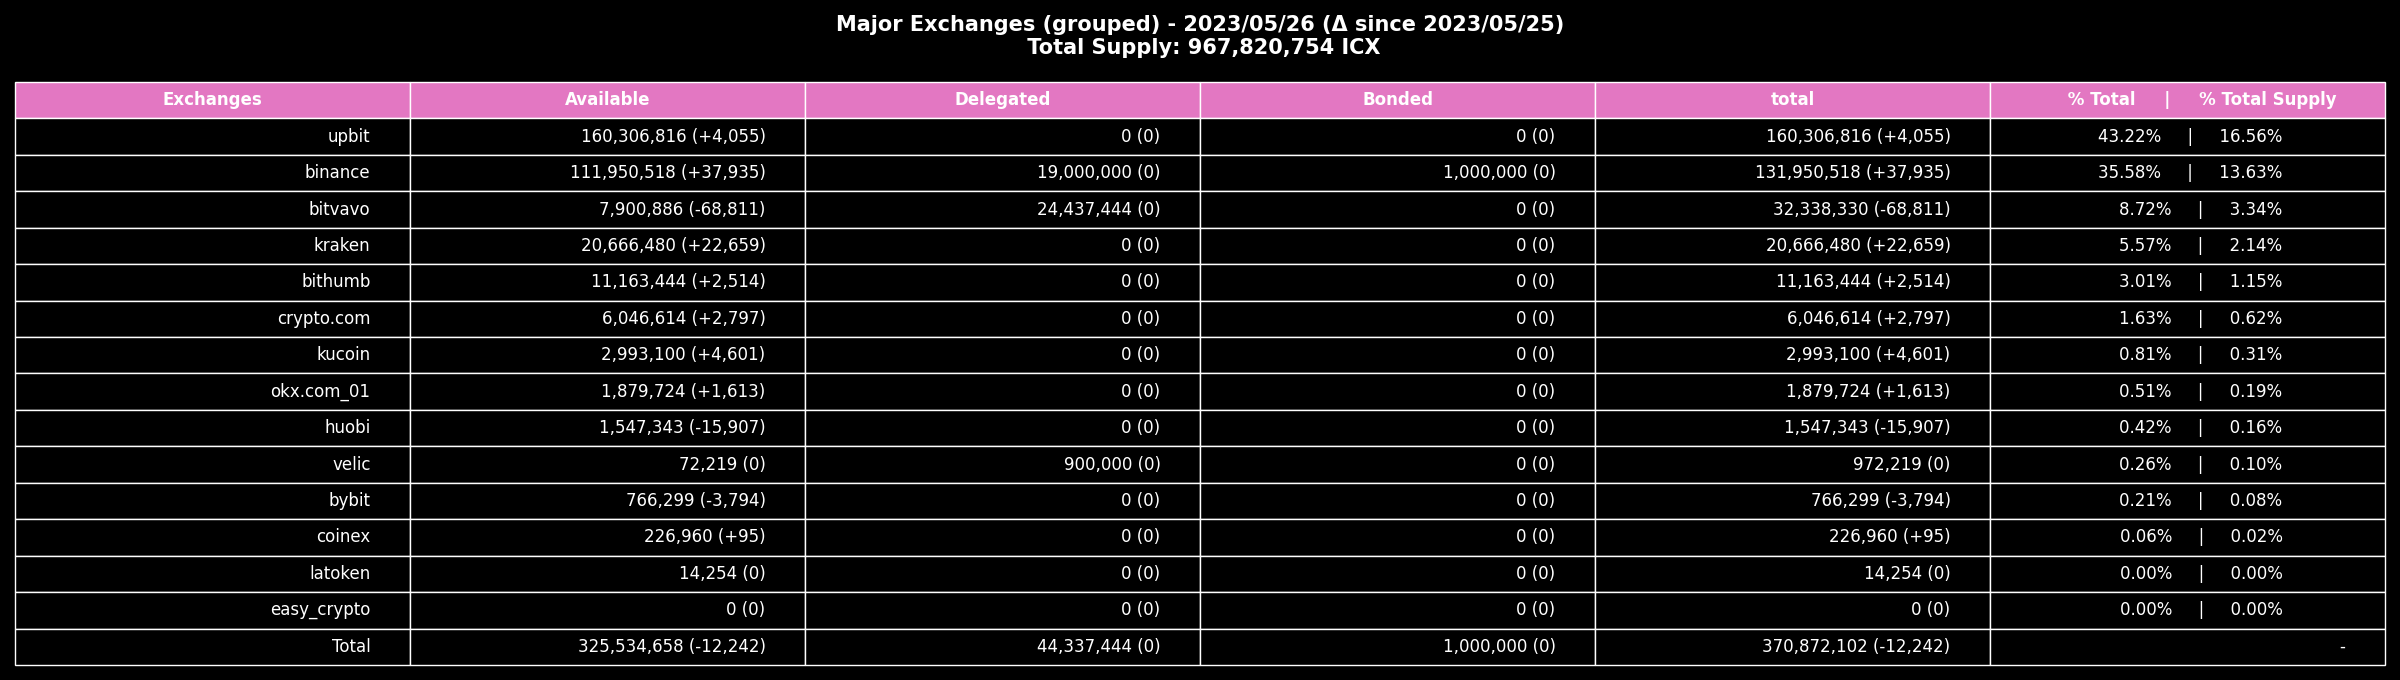 Major Exchanges (grouped) - 2023/05/26 (Δ since 2023/05/25)
Total Supply: 967,820,754 ICX
Exchanges Available Delegated Bonded total % Total | % Total Supply
upbit 160,306,816 (+4,055) 0 (0) 0 (0) 160,306,816 (+4,055) 43.22% | 16.56%
binance 111,950,518 (+37,935) 19,000,000 (0) 1,000,000 (0) 131,950,518 (+37,935) 35.58% | 13.63%
bitvavo 7,900,886 (-68,811) 24,437,444 (0) 0 (0) 32,338,330 (-68,811) 8.72% | 3.34%
kraken 20,666,480 (+22,659) 0 (0) 0 (0) 20,666,480 (+22,659) 5.57% | 2.14%
bithumb 11,163,444 (+2,514) 0 (0) 0 (0) 11,163,444 (+2,514) 3.01% | 1.15%
crypto.com 6,046,614 (+2,797) 0 (0) 0 (0) 6,046,614 (+2,797) 1.63% | 0.62%
kucoin 2,993,100 (+4,601) 0 (0) 0 (0) 2,993,100 (+4,601) 0.81% | 0.31%
okx.com_01 1,879,724 (+1,613) 0 (0) 0 (0) 1,879,724 (+1,613) 0.51% | 0.19%
huobi 1,547,343 (-15,907) 0 (0) 0 (0) 1,547,343 (-15,907) 0.42% | 0.16%
velic 72,219 (0) 900,000 (0) 0 (0) 972,219 (0) 0.26% | 0.10%
bybit 766,299 (-3,794) 0 (0) 0 (0) 766,299 (-3,794) 0.21% | 0.08%
coinex 226,960 (+95) 0 (0) 0 (0) 226,960 (+95) 0.06% | 0.02%
latoken 14,254 (0) 0 (0) 0 (0) 14,254 (0) 0.00% | 0.00%
easy_crypto 0 (0) 0 (0) 0 (0) 0 (0) 0.00% | 0.00%
Total 325,534,658 (-12,242) 44,337,444 (0) 1,000,000 (0) 370,872,102 (-12,242) -